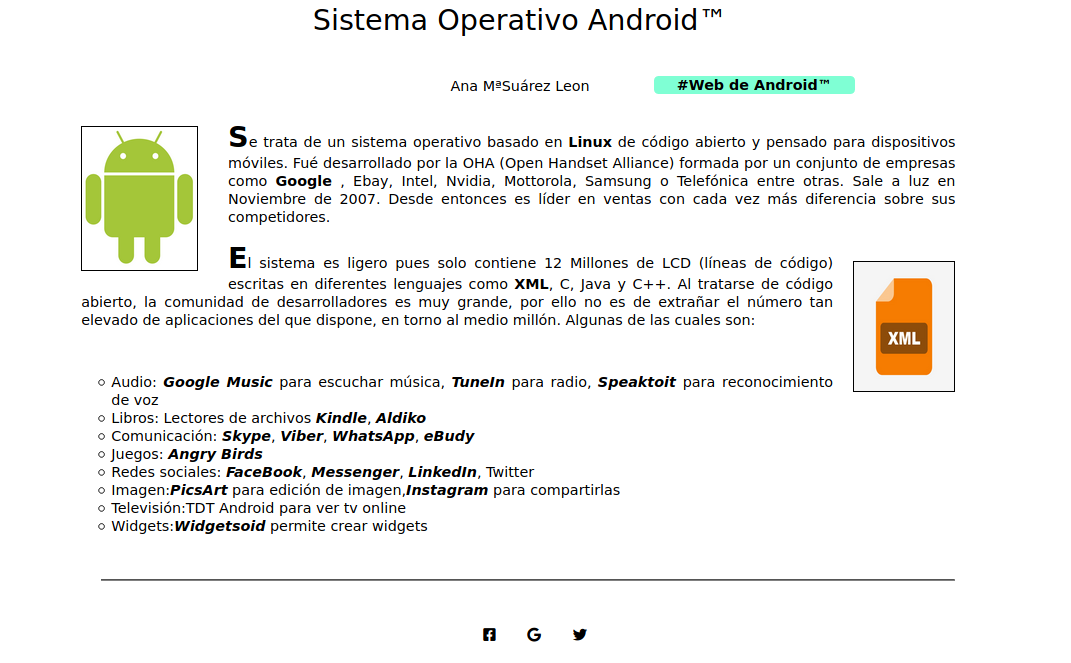 Sistema Operativo Android™
Ana MªSuárez Leon
#Web de Android™
Se trata de un sistema operativo basado en Linux de código abierto y pensado para dispositivos
móviles. Fué desarrollado por la OHA (Open Handset Alliance) formada por un conjunto de empresas
como Google , Ebay, Intel, Nvidia, Mottorola, Samsung o Telefónica entre otras. Sale a luz en
Noviembre de 2007. Desde entonces es líder en ventas con cada vez más diferencia sobre sus
competidores.
El sistema es ligero pues solo contiene 12 Millones de LCD (líneas de código)
escritas en diferentes lenguajes como XML, C, Java y C++. Al tratarse de código
abierto, la comunidad de desarrolladores es muy grande, por ello no es de extrañar el número tan
elevado de aplicaciones del que dispone, en torno al medio millón. Algunas de las cuales son:
XML
Audio: Google Music para escuchar música, TuneIn para radio, Speaktoit para reconocimiento
de voz
Libros: Lectores de archivos Kindle, Aldiko
Comunicación: Skype, Viber, WhatsApp, eBudy
Juegos: Angry Birds
Redes sociales: FaceBook, Messenger, LinkedIn, Twitter
Imagen:PicsArt para edición de imagen,Instagram para compartirlas
Televisión:TDT Android para ver tv online
Widgets:Widgetsoid permite crear widgets